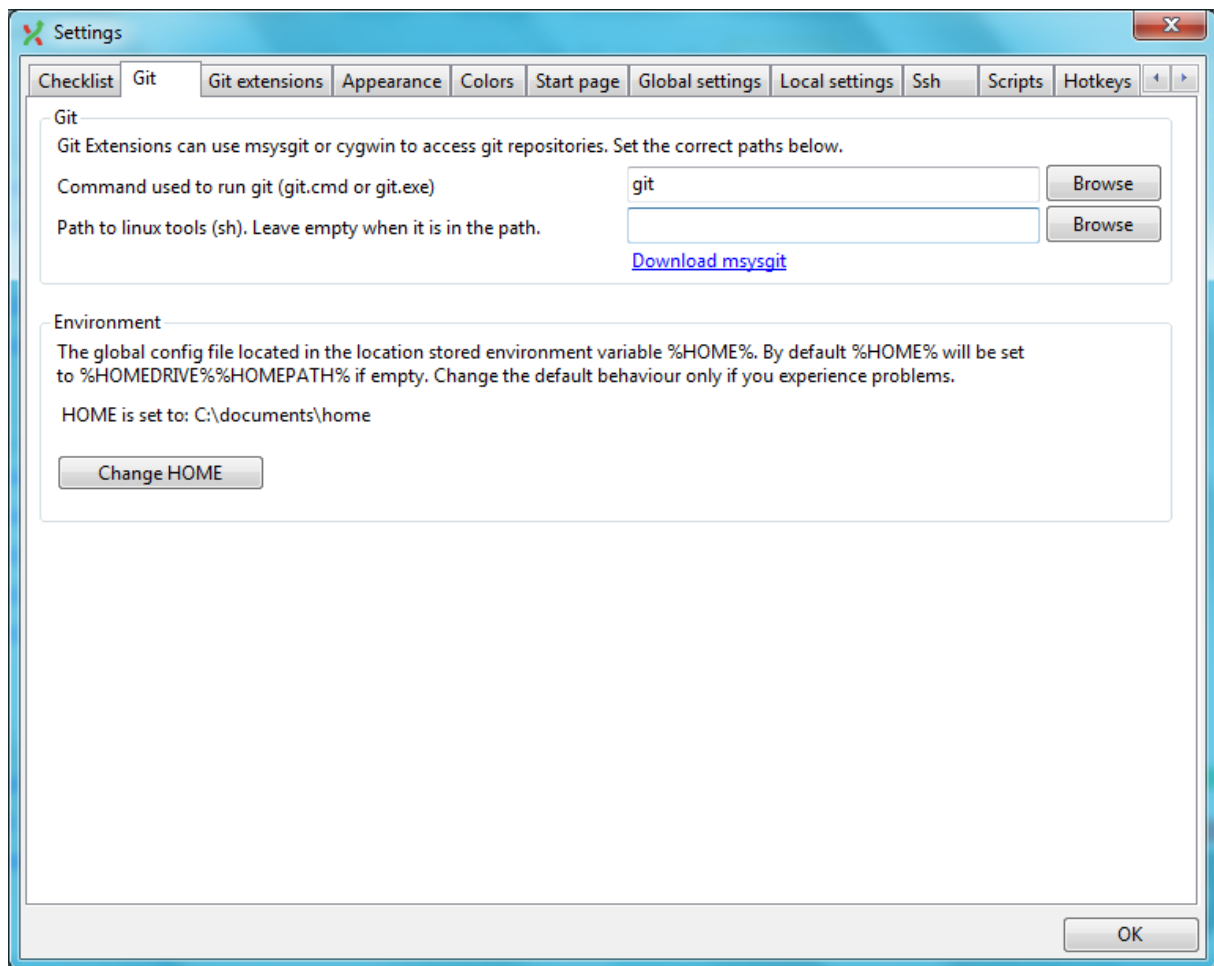 Settings
Checklist Git Git extensions Appearance Colors Start page Global settings Local settings Ssh Scripts Hotkeys
Git
Git Extensions can use msysgit or cygwin to access git repositories. Set the correct paths below.
Command used to run git (git.cmd or git.exe) git Browse
Path to linux tools (sh). Leave empty when it is in the path. Browse
Download msysgit
Environment
The global config file located in the location stored environment variable %HOME%. By default %HOME% will be set
to %HOMEDRIVE%%HOMEPATH% if empty. Change the default behaviour only if you experience problems.
HOME is set to: C:\documents\home
Change HOME
OK